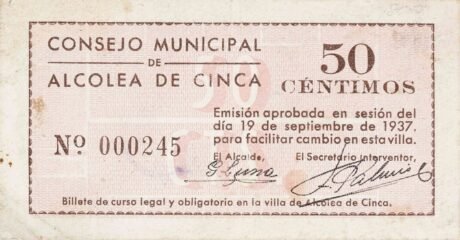 CONSEJO MUNICIPAL
DE
ALCOLEA DE CINCA
50
CÉNTIMOS
50
Emisión aprobada en sesión del
día 19 de septiembre de 1937,
para facilitar cambio en esta villa.
Nº 000245
El Alcalde,
El Secretario Interventor,
Billete de curso legal y obligatorio en la villa de Alcolea de Cinca.